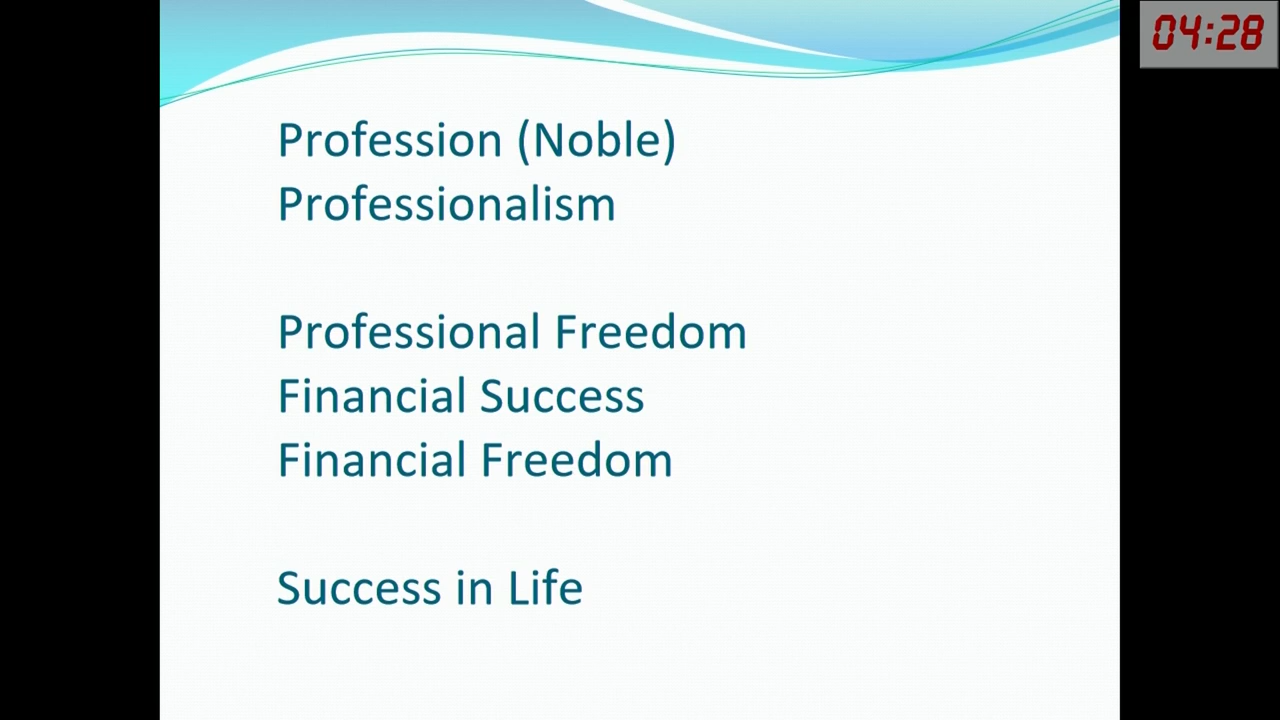 04:28
Profession (Noble)
Professionalism
Professional Freedom
Financial Success
Financial Freedom
Success in Life